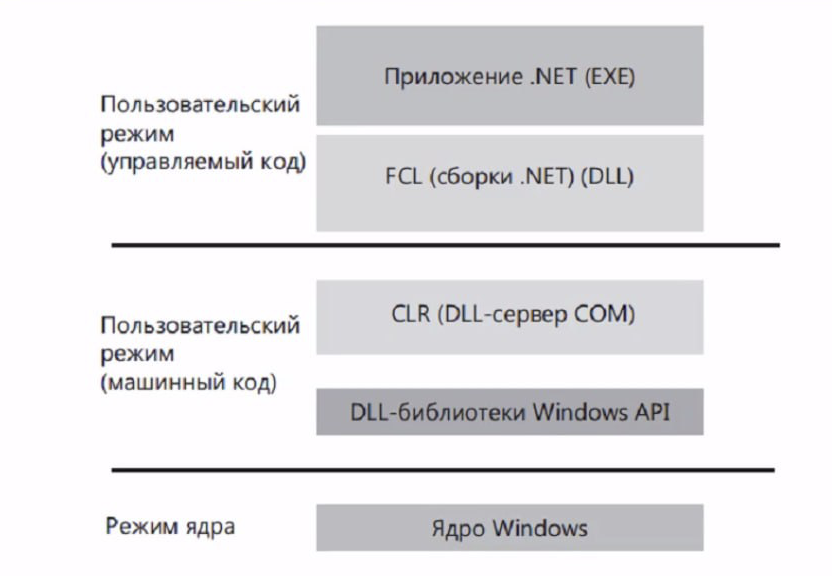 Приложение .NET (EXE)
Пользовательский
режим
(управляемый код)
FCL (сборки .NET) (DLL)
CLR (DLL-сервер COM)
Пользовательский
режим
(машинный код)
DLL-библиотеки Windows API
Режим ядра
Ядро Windows